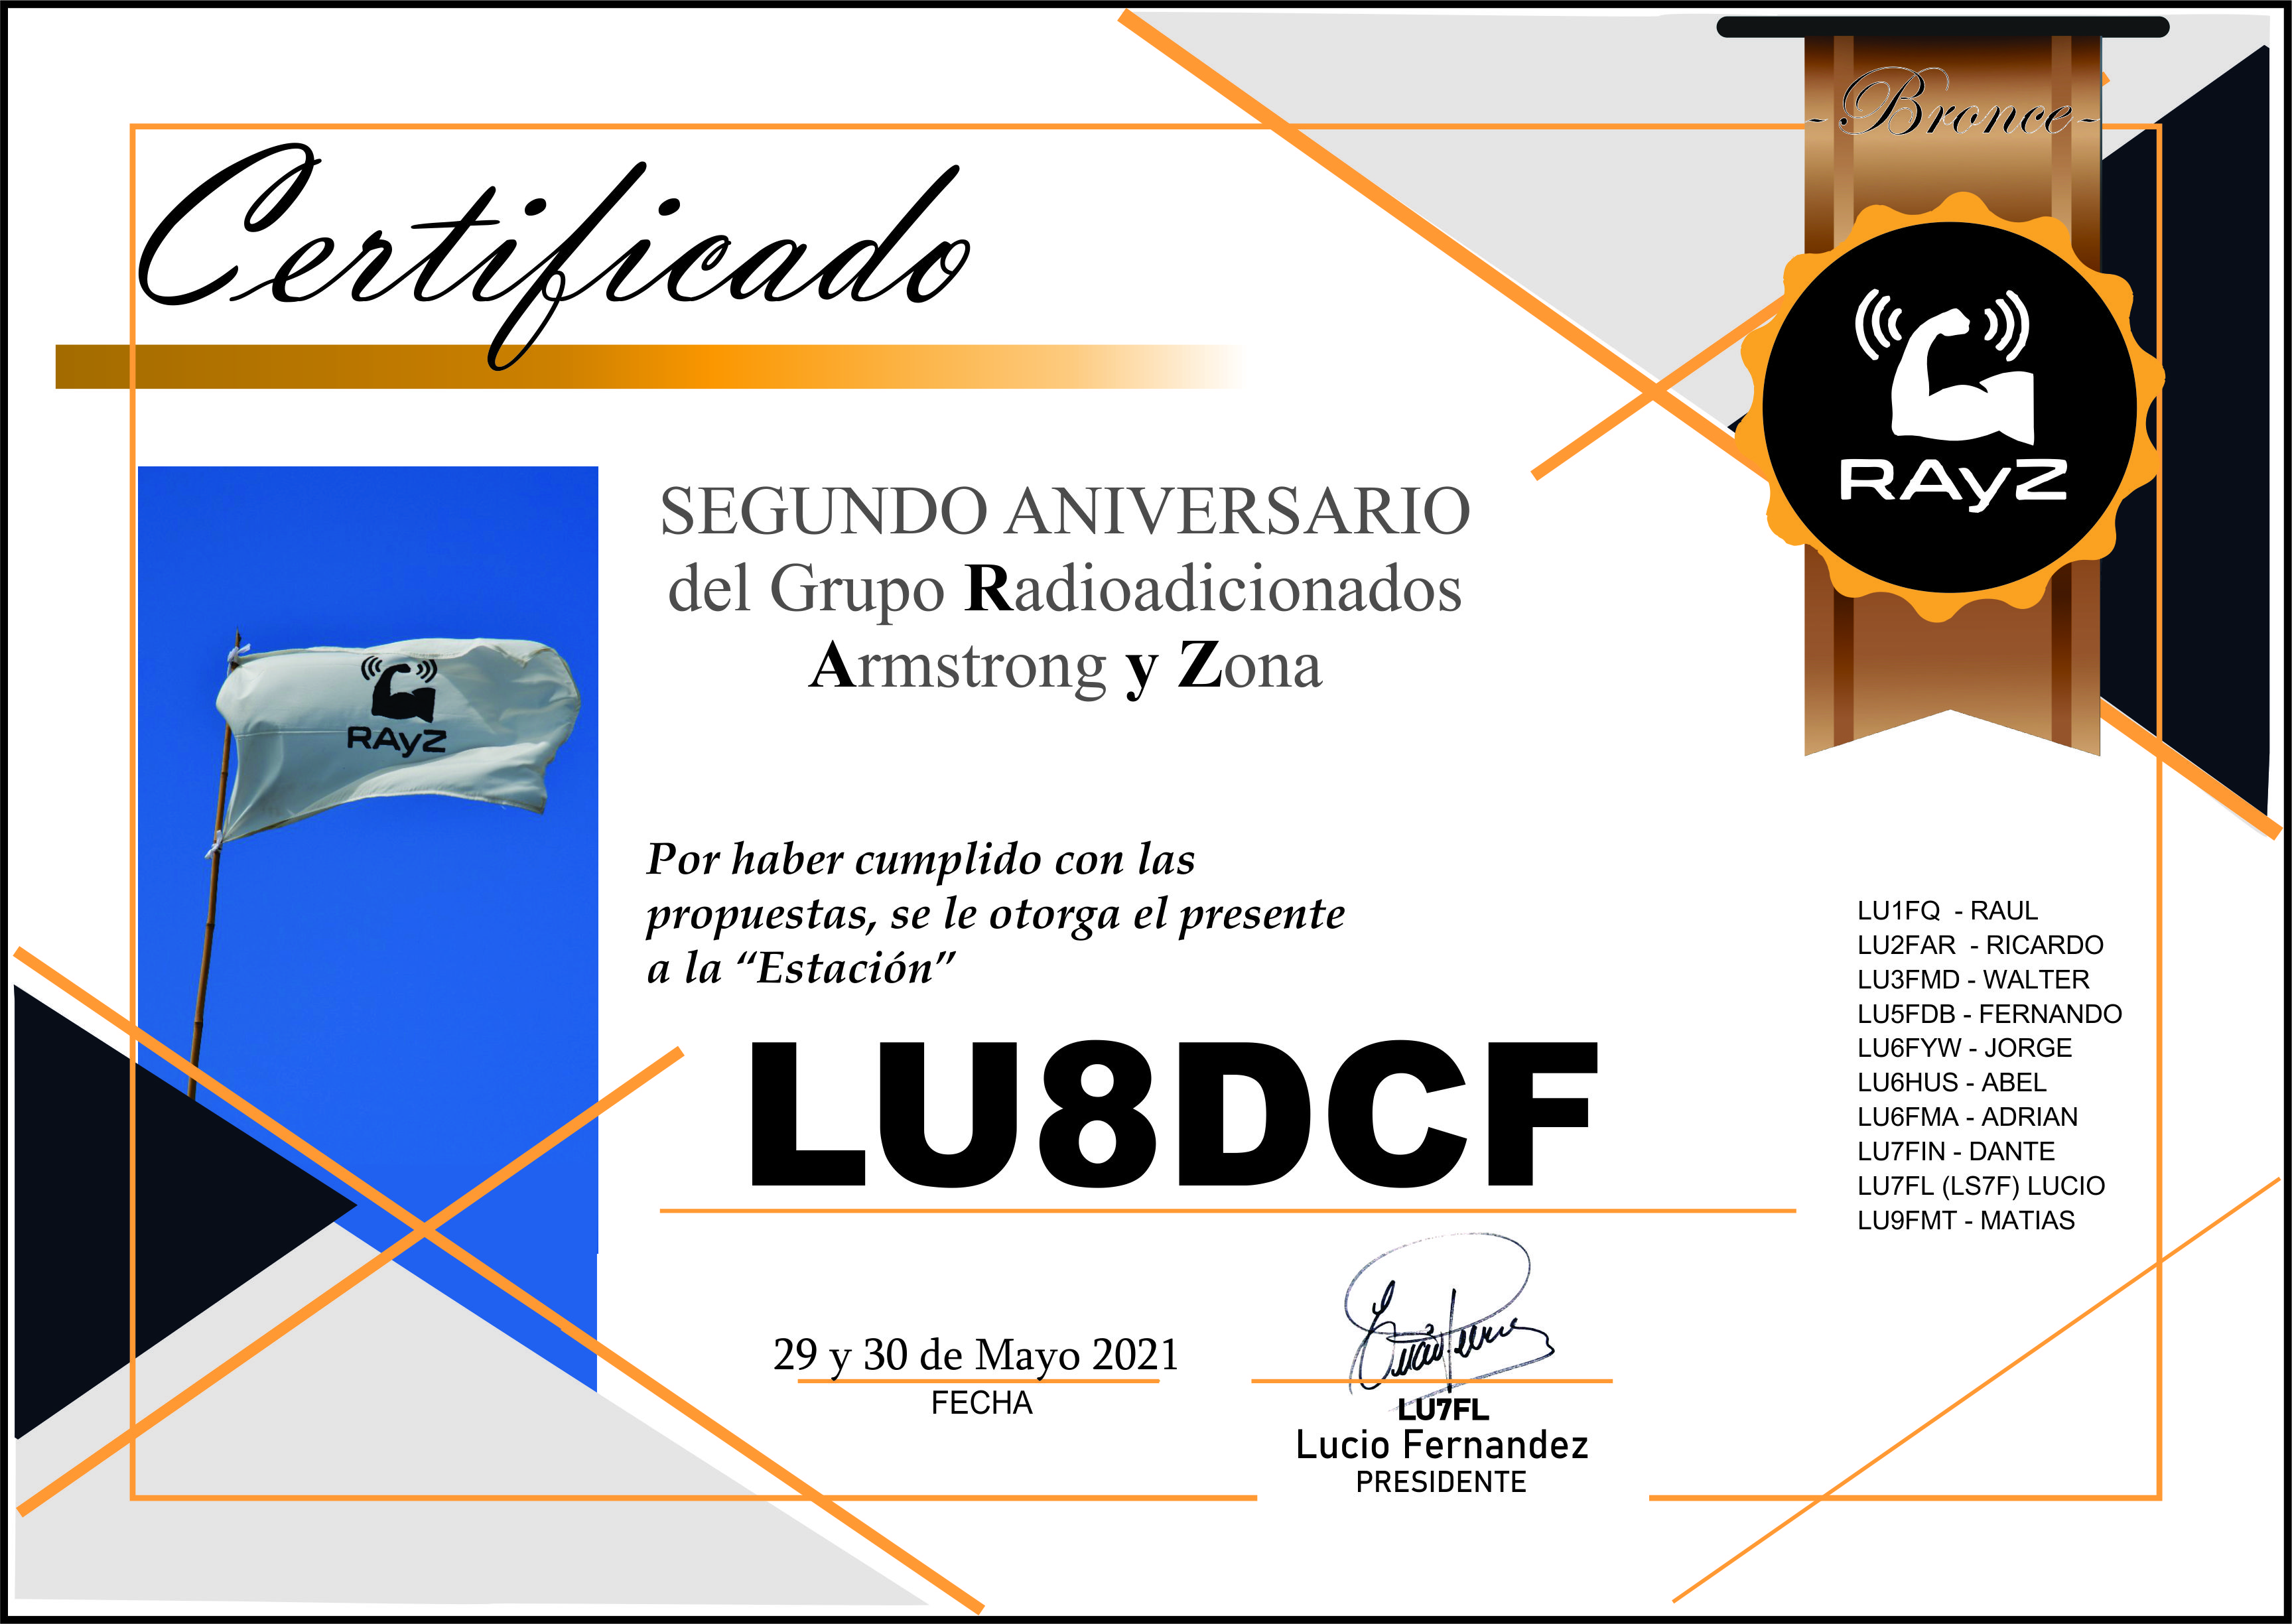 - Bronce -
Certificado
RAyZ
SEGUNDO ANIVERSARIO
del Grupo Radioadicionados
Armstrong y Zona
RAyZ
Por haber cumplido con las
propuestas, se le otorga el presente
a la “Estación”
LU8DCF
LU1FQ - RAUL
LU2FAR - RICARDO
LU3FMD - WALTER
LU5FDB - FERNANDO
LU6FYW - JORGE
LU6HUS - ABEL
LU6FMA - ADRIAN
LU7FIN - DANTE
LU7FL (LS7F) LUCIO
LU9FMT - MATIAS
29 y 30 de Mayo 2021
FECHA
LU7FL
Lucio Fernandez
PRESIDENTE